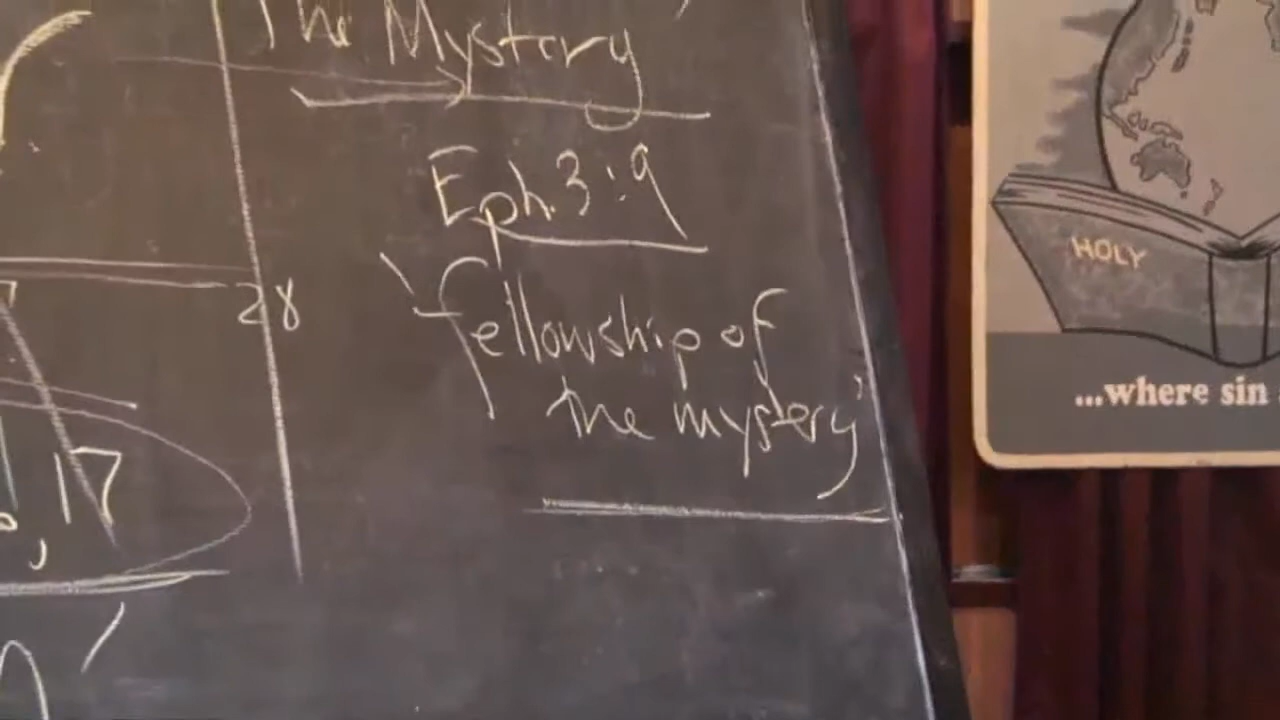 The Mystery
Eph. 3:9
28
"fellowship of
the mystery"
, 17
HOLY
...where sin